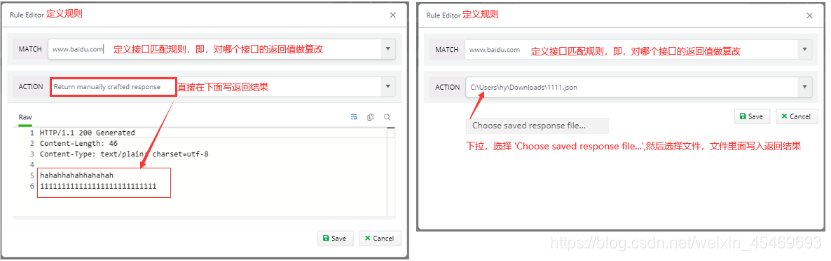 Rule Editor 定义规则
MATCH www.baidu.com 定义接口匹配规则，即，对哪个接口的返回值做篡改
ACTION Return manually crafted response 直接在下面写返回结果
Raw
1 HTTP/1.1 200 Generated
2 Content-Length: 46
3 Content-Type: text/plain; charset=utf-8
4
5 hahahhahahhahahah
6 1111111111111111111111111111
Save Cancel
Rule Editor 定义规则
MATCH www.baidu.com 定义接口匹配规则，即，对哪个接口的返回值做篡改
ACTION C:\Users\hy\Downloads\1111.json
Save Cancel
Choose saved response file...
下拉，选择 'Choose saved response file...',然后选择文件，文件里面写入返回结果
https://blog.csdn.net/weixin_45469693